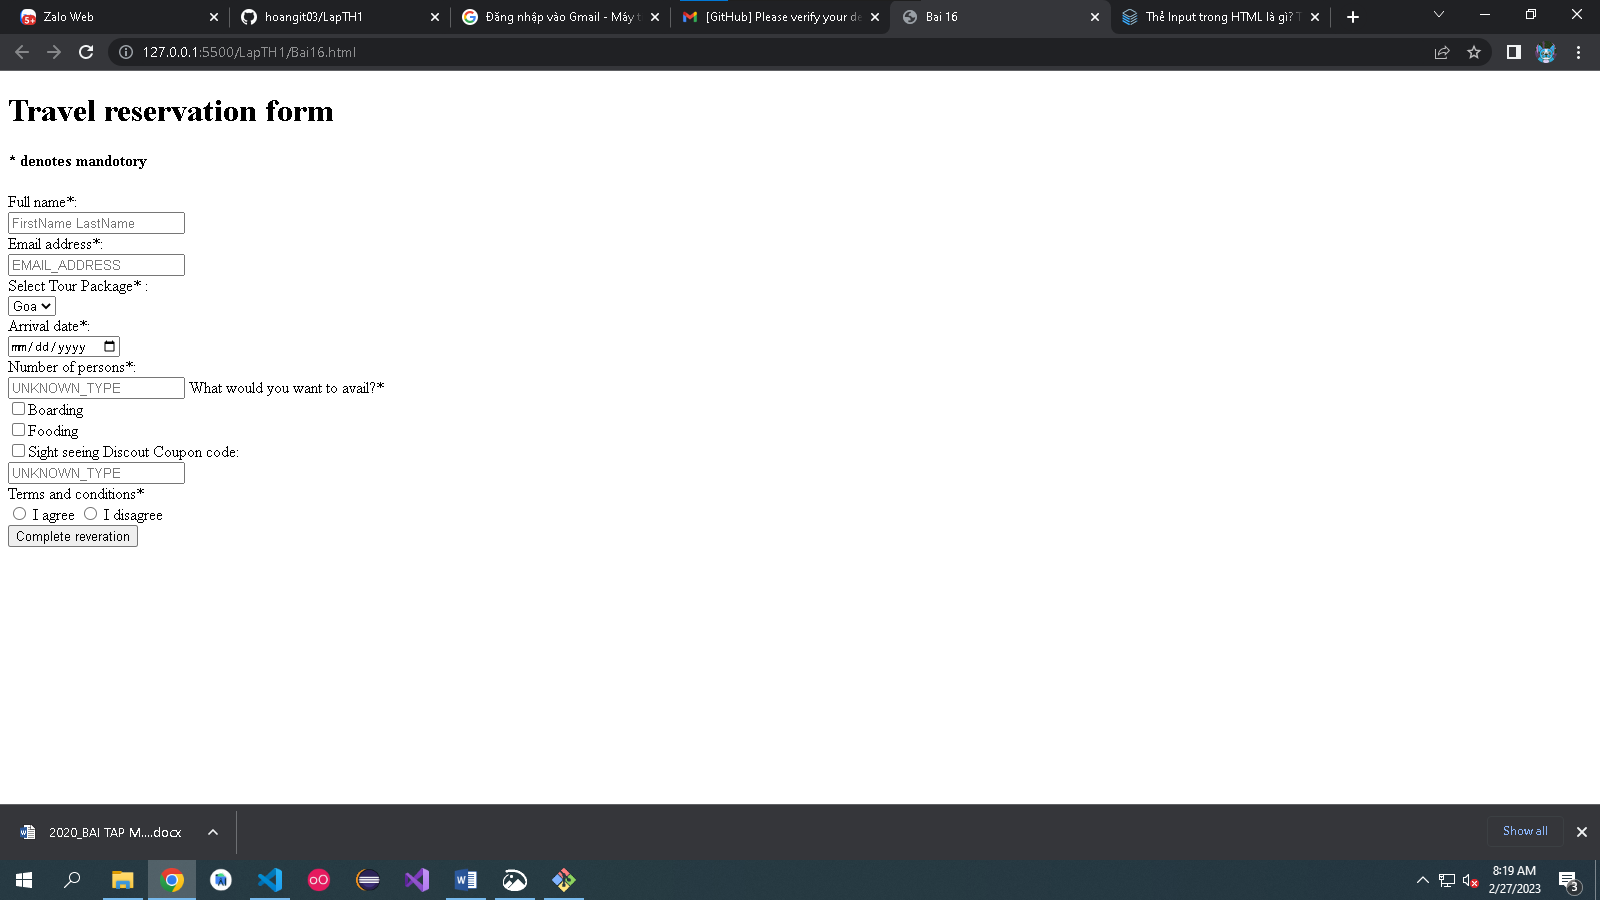 Zalo Web
hoangit03/LapTH1
Đăng nhập vào Gmail - Máy t
[GitHub] Please verify your de
Bai 16
Thẻ Input trong HTML là gì? T
127.0.0.1:5500/LapTH1/Bai16.html
Travel reservation form
* denotes mandotory
Full name*:
FirstName LastName
Email address*:
EMAIL_ADDRESS
Select Tour Package* :
Goa
Arrival date*:
mm/dd/yyyy
Number of persons*:
UNKNOWN_TYPE What would you want to avail?*
Boarding
Fooding
Sight seeing Discout Coupon code:
UNKNOWN_TYPE
Terms and conditions*
I agree I disagree
Complete reveration
2020_BAI TAP M....docx
Show all
8:19 AM
2/27/2023
3